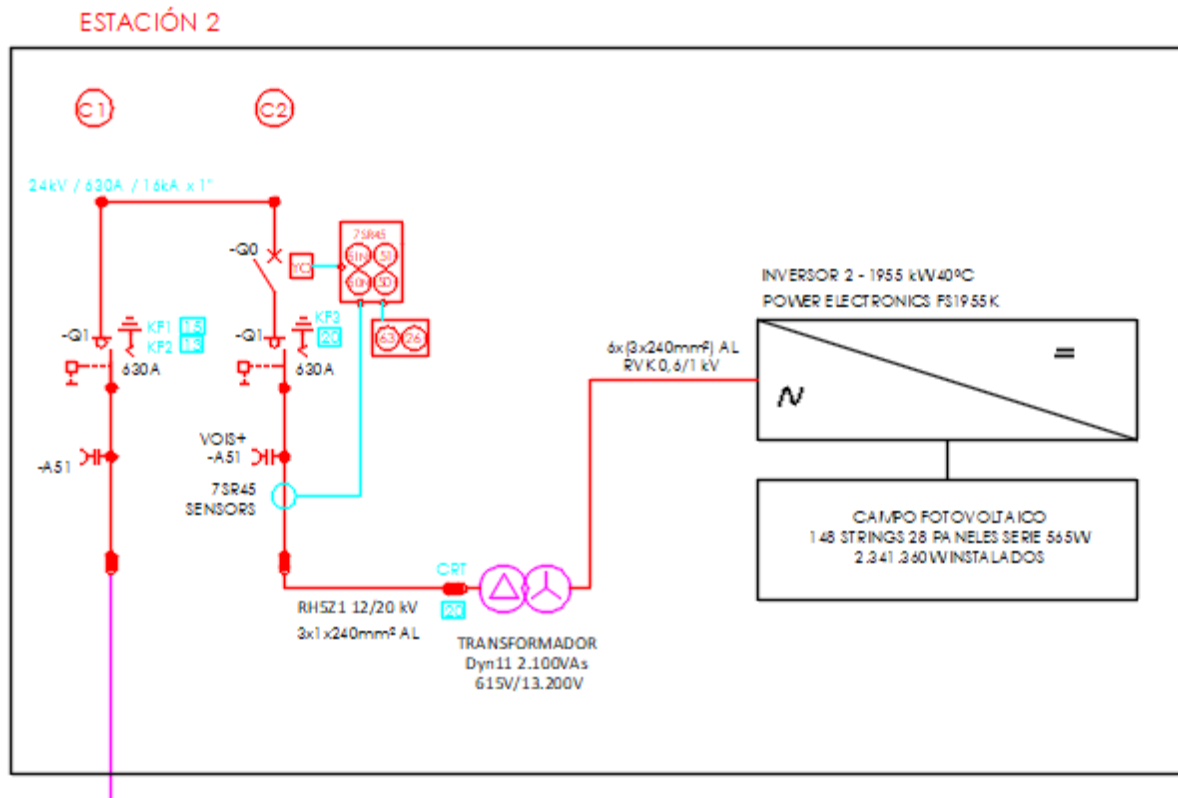 ESTACIÓN 2
C1
C2
24kV / 630A / 16kA x 1"
-Q0
YO
7SR45
51N
51
50N
50
63
26
-Q1
KF1 15
KF2 13
630A
-Q1
KF3
20
630A
-A51
VOIS+
-A51
7SR45
SENSORS
RHSZ1 12/20 kV
3x1x240mm² AL
CRT
20
TRANSFORMADOR
Dyn11 2.100VAs
615V/13.200V
6x(3x240mm²) AL
RVK 0,6/1 kV
INVERSOR 2 - 1955 kW40ºC
POWER ELECTRONICS FS1955K
CAMPO FOTOVOLTAICO
148 STRINGS 28 PANELES SERIE 565W
2.341.360W INSTALADOS